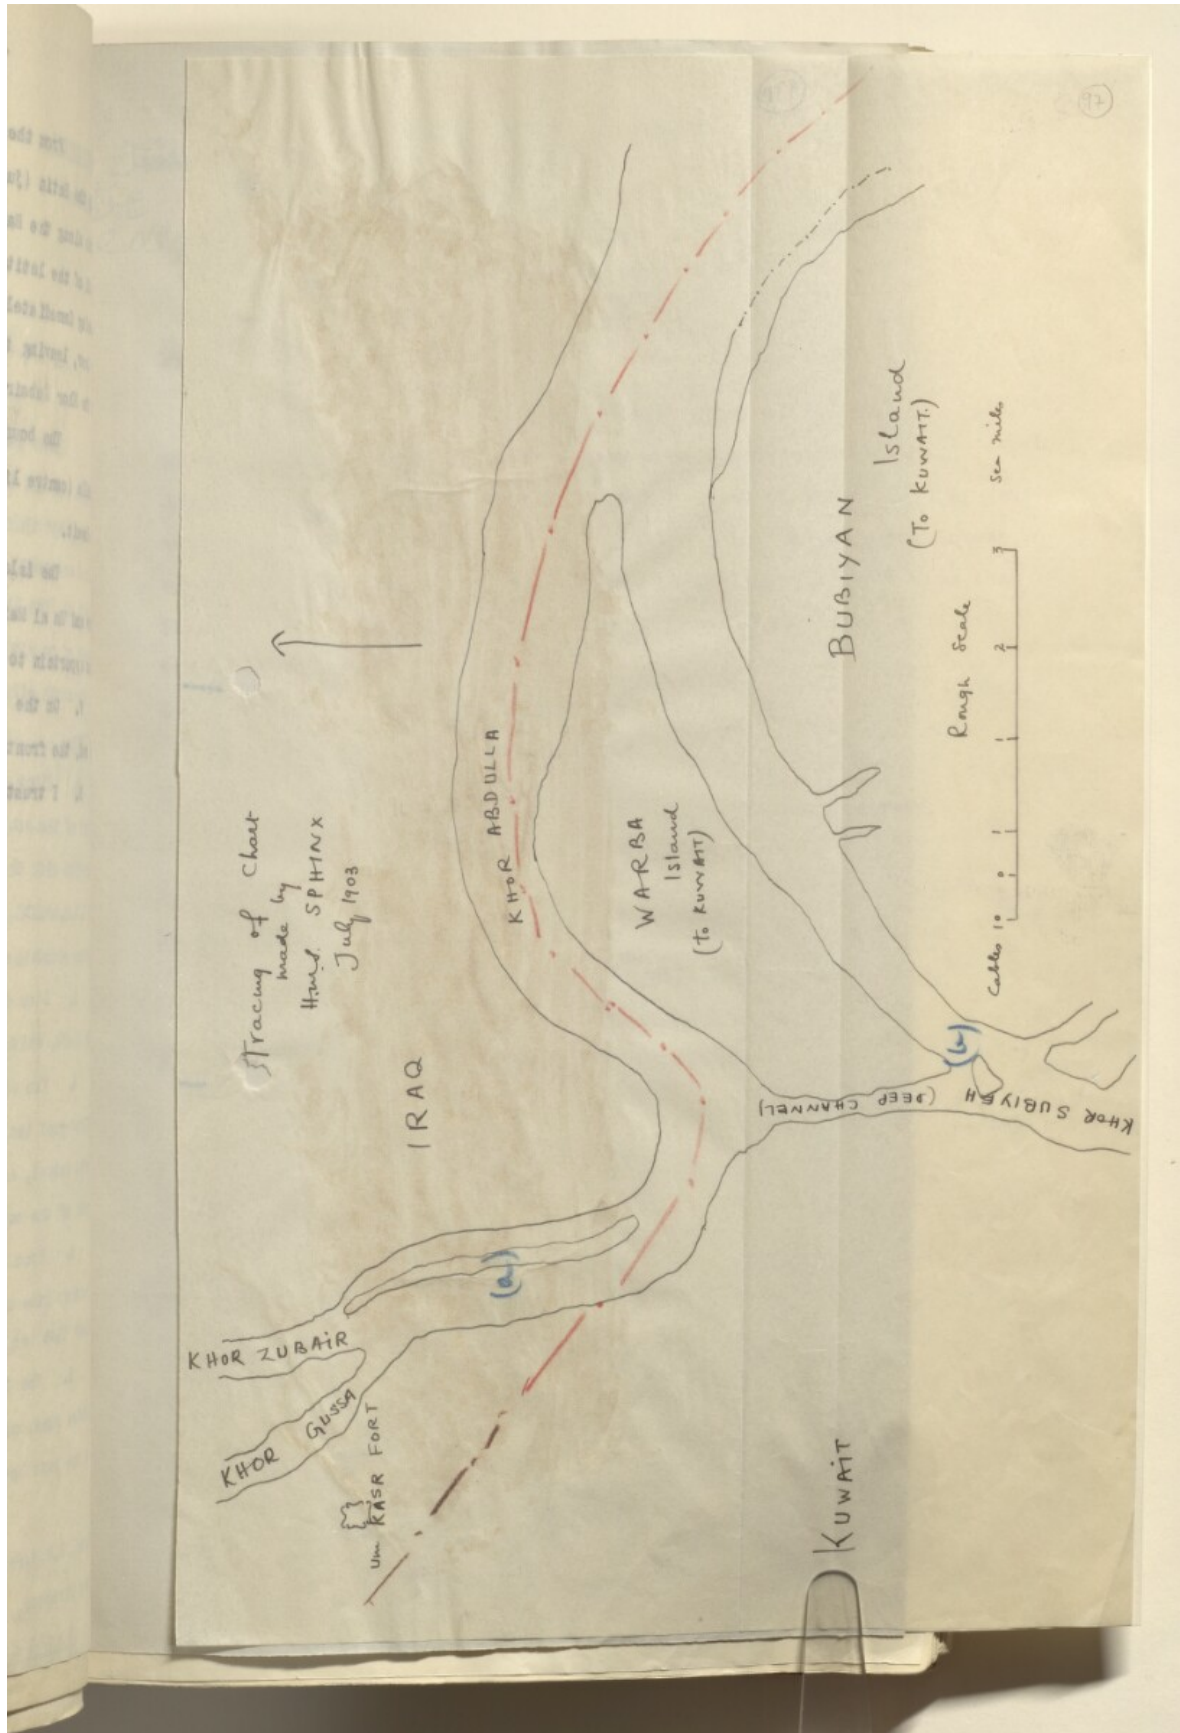 97
Tracing of Chart
made by
H.M.S. SPHINX
July 1903
IRAQ
KHOR ZUBAIR
KHOR GUSSA
um KASR FORT
(a)
KHOR ABDULLA
WARBA
Island
(to KUWAIT)
BUBIYAN
Island
(To KUWAIT.)
KHOR SUBIYEH (DEEP CHANNEL)
(b)
KUWAIT
Rough Scale
Cables 10 0 1 1 2 3 Sea miles